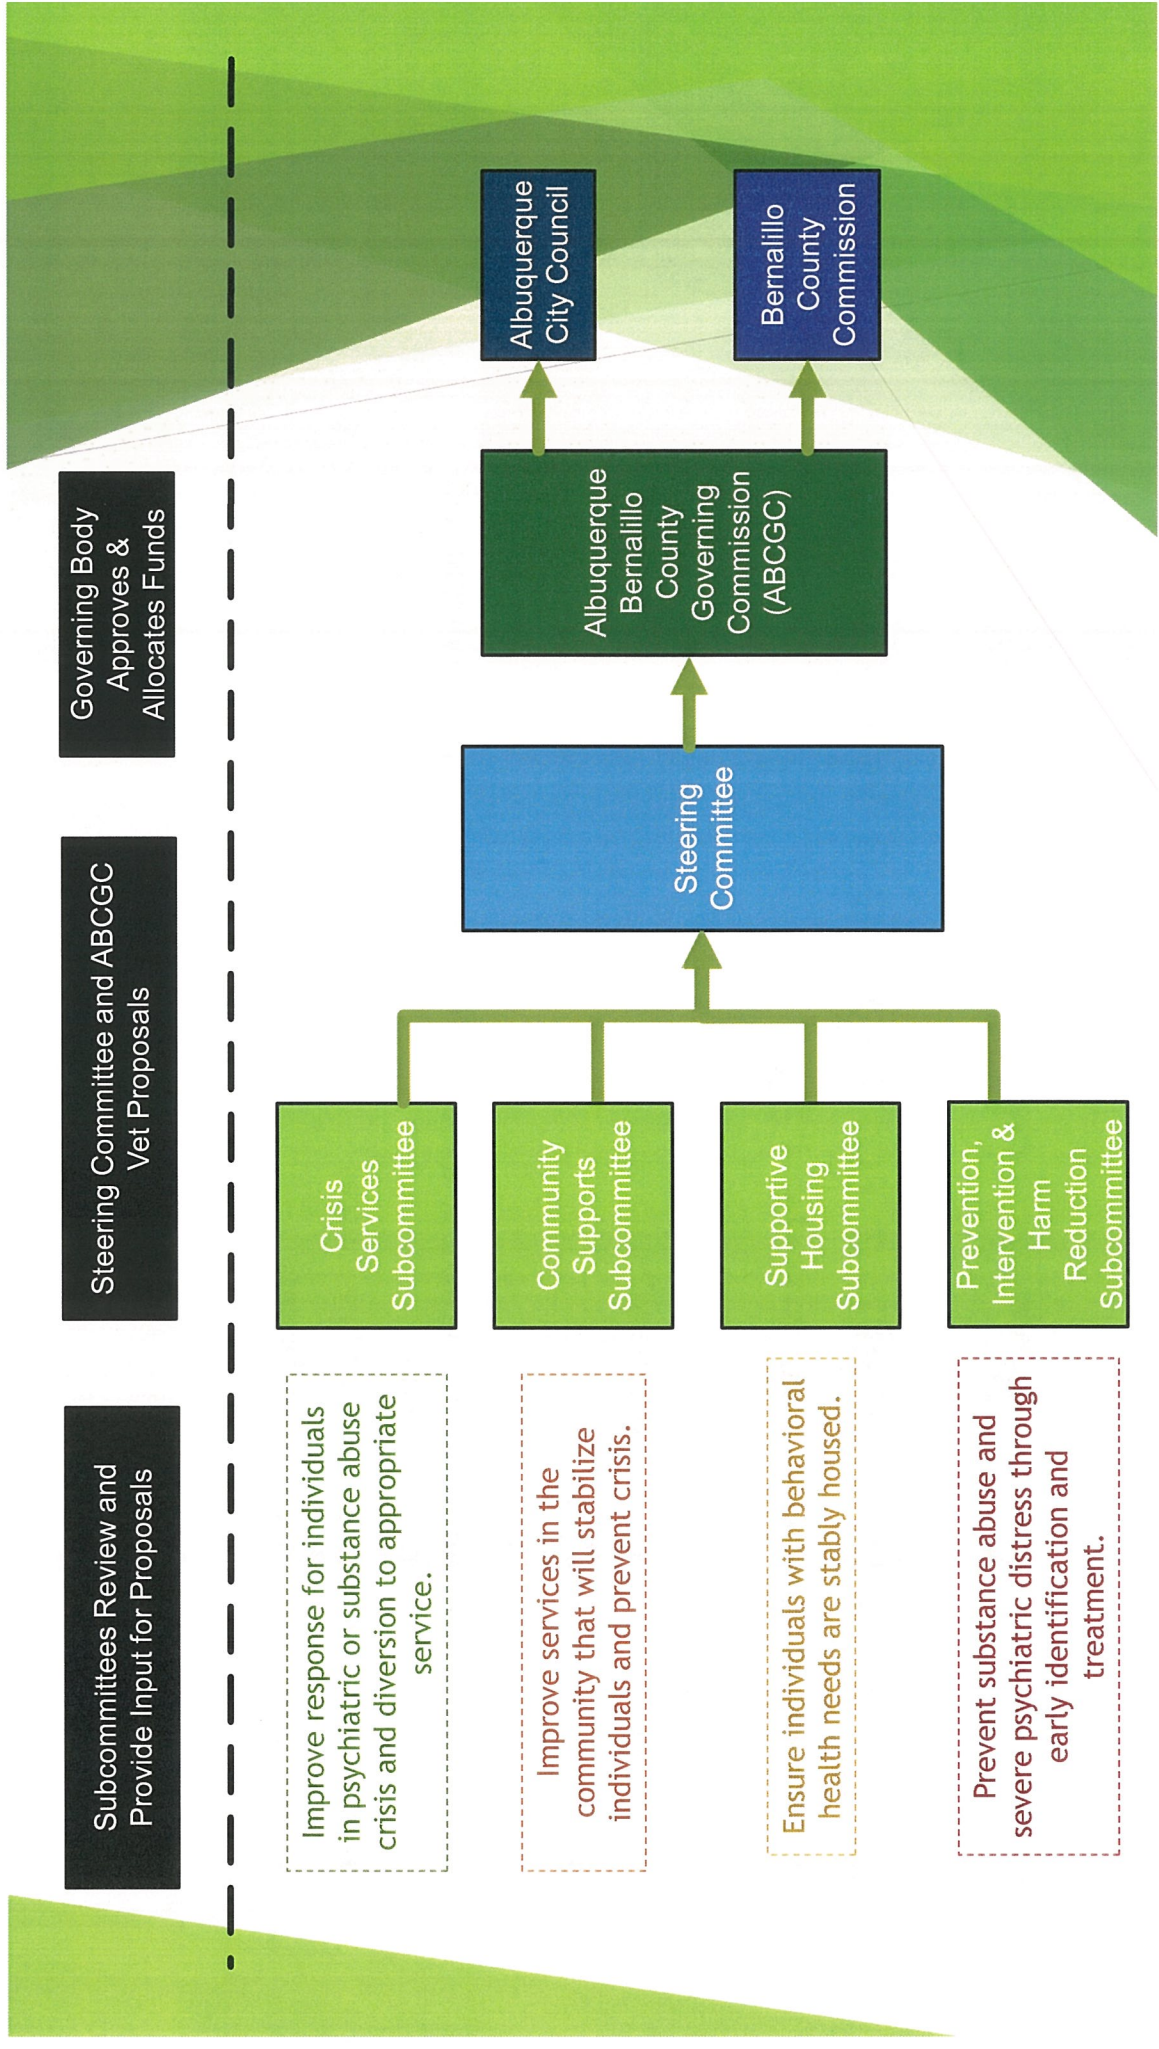 Subcommittees Review and
Provide Input for Proposals
Steering Committee and ABCGC
Vet Proposals
Governing Body
Approves &
Allocates Funds
Improve response for individuals
in psychiatric or substance abuse
crisis and diversion to appropriate
service.
Crisis
Services
Subcommittee
Improve services in the
community that will stabilize
individuals and prevent crisis.
Community
Supports
Subcommittee
Ensure individuals with behavioral
health needs are stably housed.
Supportive
Housing
Subcommittee
Prevent substance abuse and
severe psychiatric distress through
early identification and
treatment.
Prevention,
Intervention &
Harm
Reduction
Subcommittee
Steering
Committee
Albuquerque
Bernalillo
County
Governing
Commission
(ABCGC)
Albuquerque
City Council
Bernalillo
County
Commission